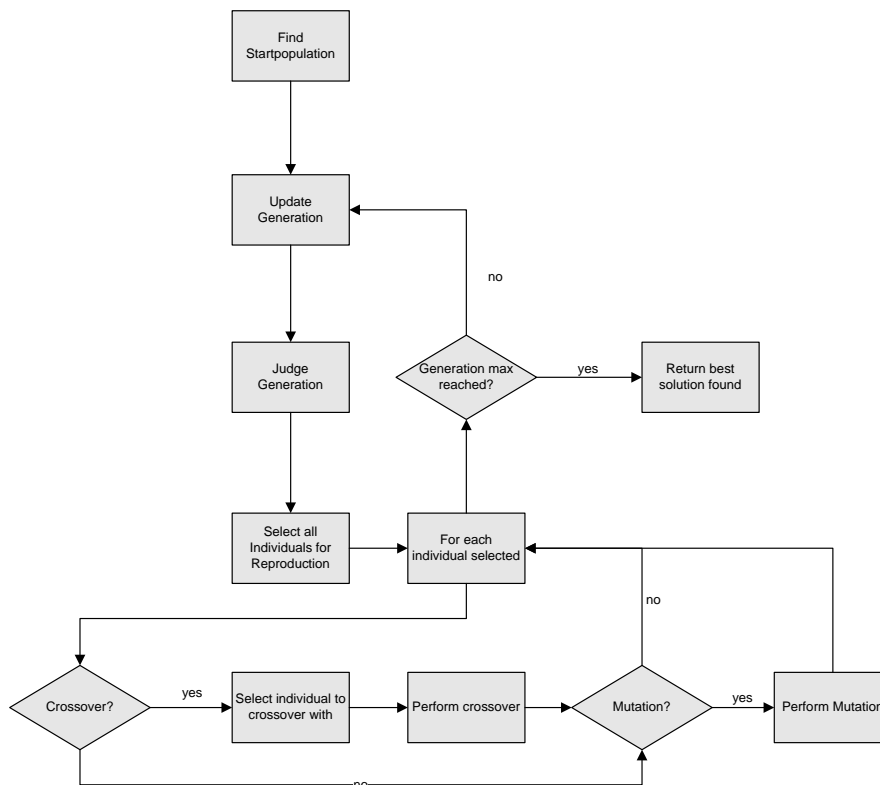 Find
Startpopulation
Update
Generation
no
Judge
Generation
Generation max
reached?
yes
Return best
solution found
Select all
Individuals for
Reproduction
For each
individual selected
no
Crossover?
yes
Select individual to
crossover with
Perform crossover
Mutation?
yes
Perform Mutation
no